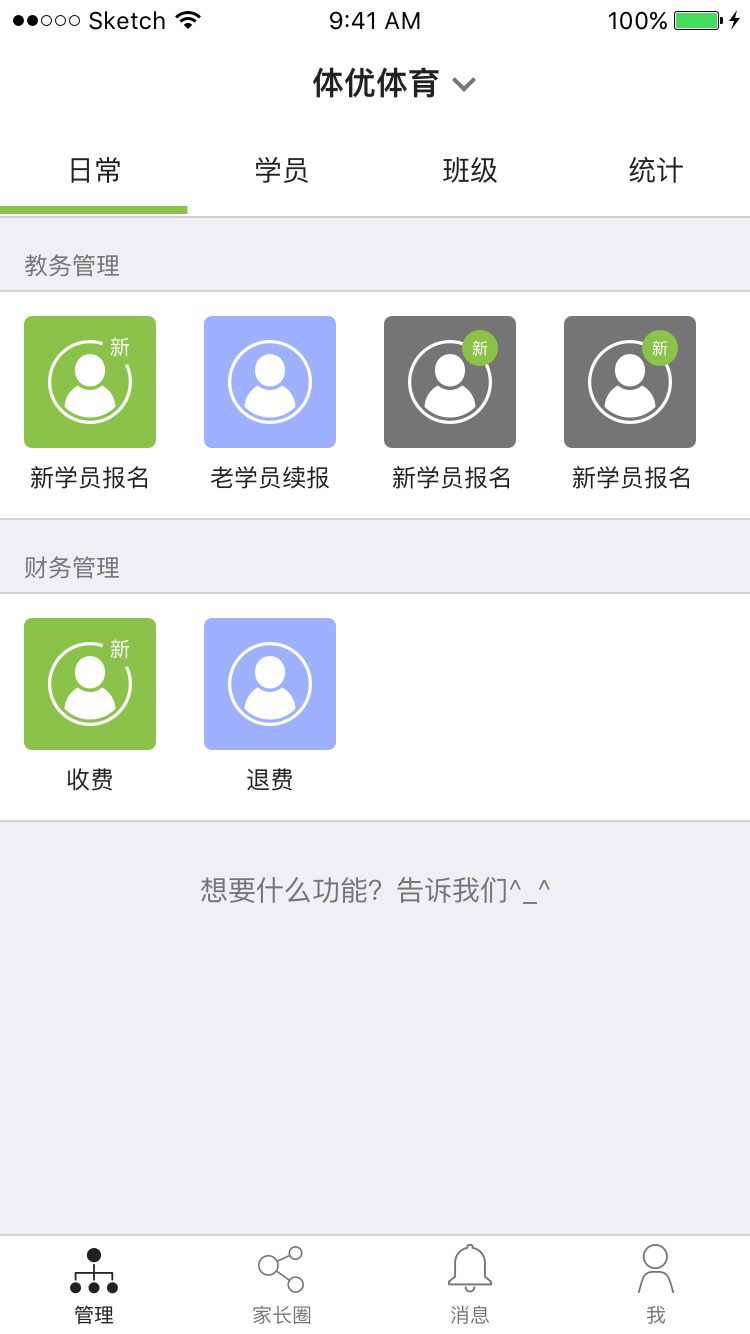 Sketch 9:41 AM 100%
体优体育
日常 学员 班级 统计
教务管理
新 新 新
新学员报名 老学员续报 新学员报名 新学员报名
财务管理
新
收费 退费
想要什么功能? 告诉我们^_^
管理 家长圈 消息 我